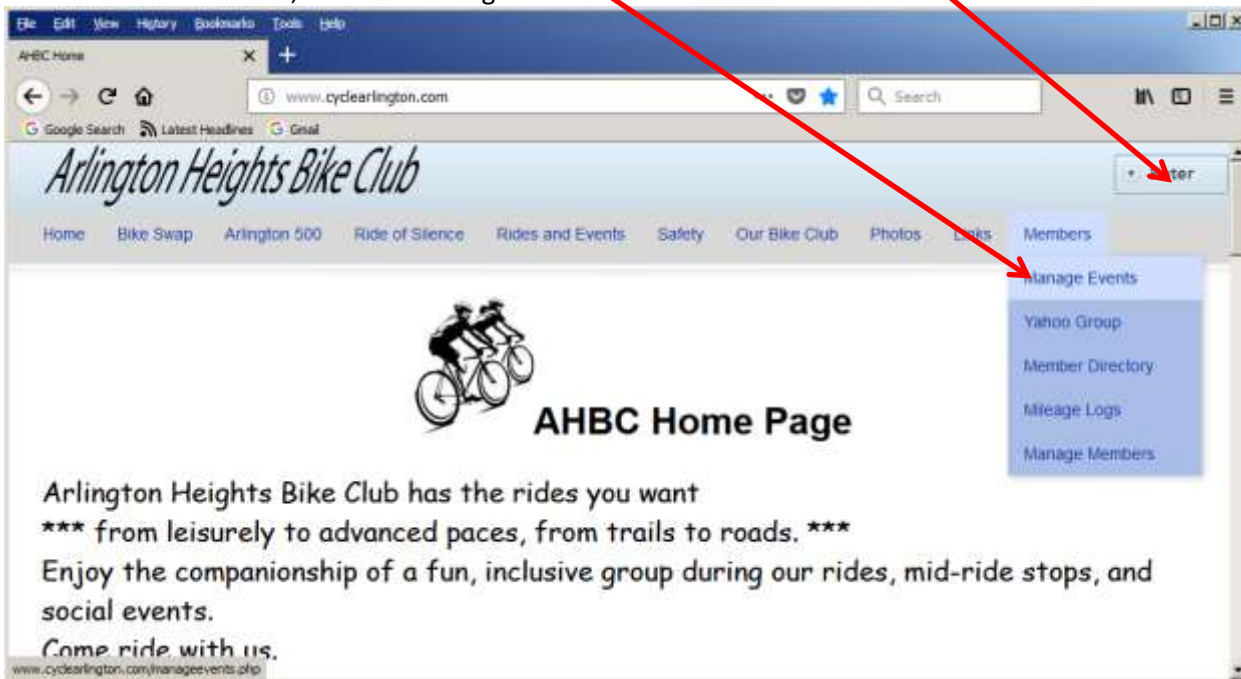 File Edit View History Bookmarks Tools Help
AHBC Home
www.cyclearlington.com
Search
Google Search Latest Headlines Gmail
Arlington Heights Bike Club
Home Bike Swap Arlington 500 Ride of Silence Rides and Events Safety Our Bike Club Photos Links Members
Manage Events
Yahoo Group
Member Directory
Mileage Logs
Manage Members
AHBC Home Page
Arlington Heights Bike Club has the rides you want
*** from leisurely to advanced paces, from trails to roads. ***
Enjoy the companionship of a fun, inclusive group during our rides, mid-ride stops, and
social events.
Come ride with us.
www.cyclearlington.com/manageevents.php